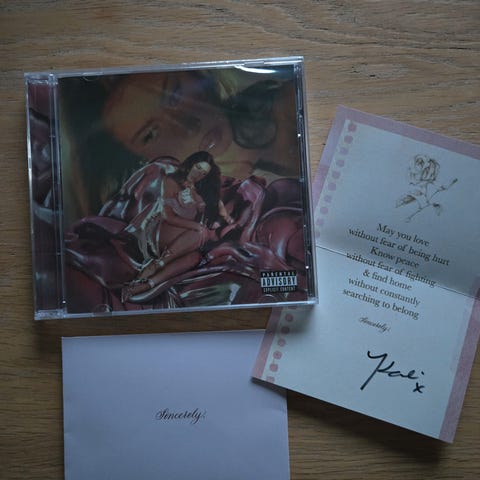 PARENTAL
ADVISORY
EXPLICIT CONTENT
May you love
without fear of being hurt
Know peace
without fear of fighting
& find home
without constantly
searching to belong
Sincerely,
Kali
x
Sincerely,